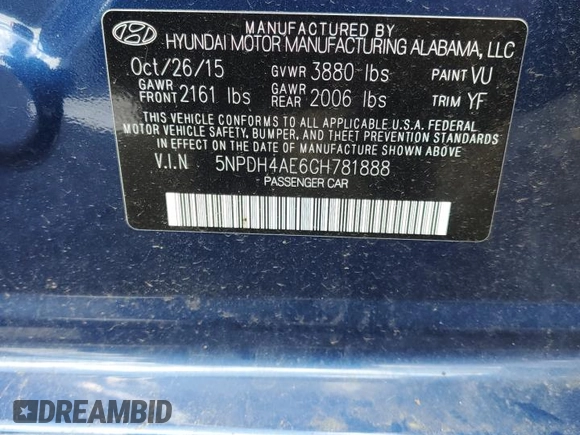 MANUFACTURED BY
HYUNDAI MOTOR MANUFACTURING ALABAMA, LLC
Oct/26/15 GVWR 3880 lbs PAINT VU
GAWR FRONT 2161 lbs GAWR REAR 2006 lbs TRIM YF
THIS VEHICLE CONFORMS TO ALL APPLICABLE U.S.A. FEDERAL
MOTOR VEHICLE SAFETY, BUMPER, AND THEFT PREVENTION STANDARDS
IN EFFECT ON THE DATE OF MANUFACTURE SHOWN ABOVE.
V.I.N 5NPDH4AE6GH781888
PASSENGER CAR
DREAMBID